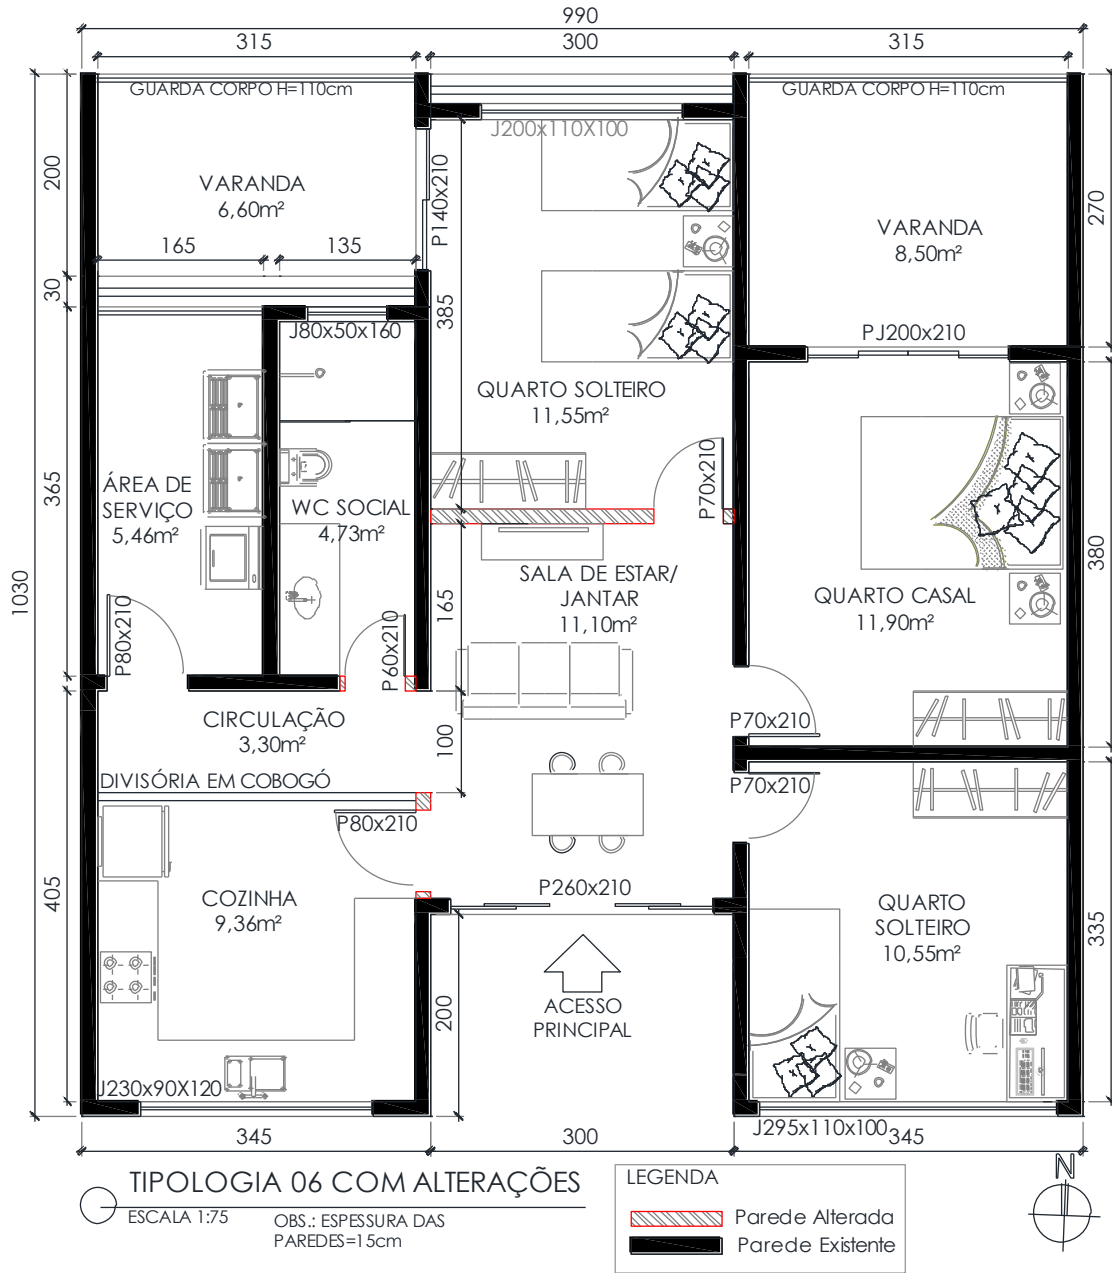 990
315
300
315
GUARDA CORPO H=110cm
GUARDA CORPO H=110cm
J200x110X100
200
VARANDA
6,60m²
P140x210
VARANDA
8,50m²
270
165
135
30
J80x50x160
385
PJ200x210
QUARTO SOLTEIRO
11,55m²
P70x210
365
ÁREA DE
SERVIÇO
5,46m²
WC SOCIAL
4,73m²
1030
SALA DE ESTAR/
JANTAR
11,10m²
165
QUARTO CASAL
11,90m²
380
P80x210
P60x210
CIRCULAÇÃO
3,30m²
100
P70x210
DIVISÓRIA EM COBOGÓ
P70x210
P80x210
405
COZINHA
9,36m²
P260x210
QUARTO
SOLTEIRO
10,55m²
335
200
ACESSO
PRINCIPAL
J230x90X120
J295x110x100
345
300
345
TIPOLOGIA 06 COM ALTERAÇÕES
ESCALA 1:75
OBS.: ESPESSURA DAS
PAREDES=15cm
LEGENDA
Parede Alterada
Parede Existente
N